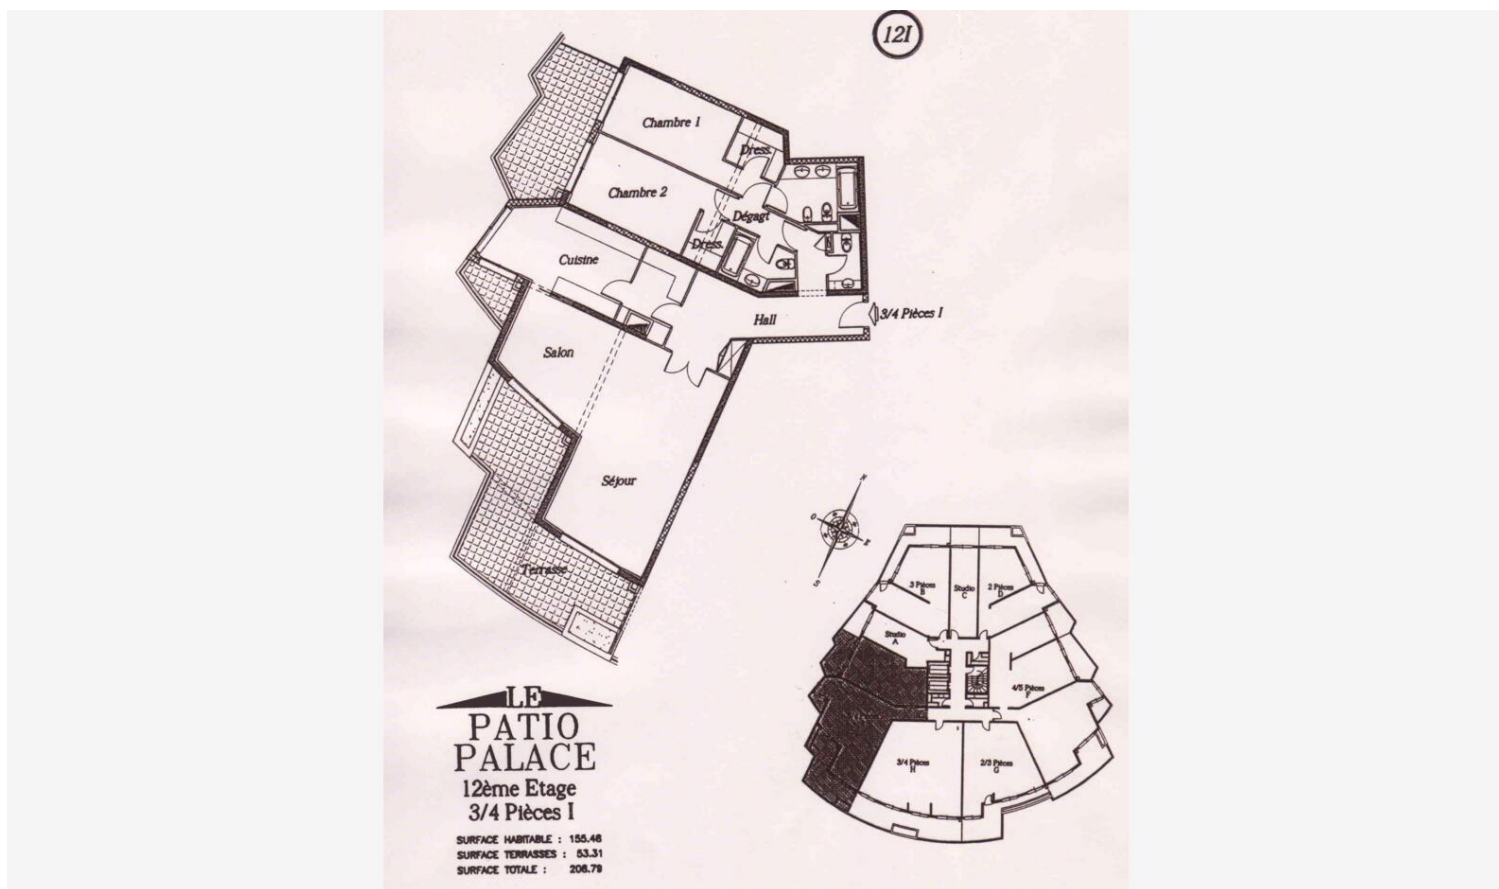 12I
Chambre 1
Dress.
Chambre 2
Dégagt
Dress.
Cuisine
Hall
3/4 Pièces I
Salon
Séjour
Terrasse
N
O
S
3 Pièces
B
Studio
C
2 Pièces
D
Studio
A
4/5 Pièces
F
3/4 Pièces
H
2/3 Pièces
G
LE
PATIO
PALACE
12ème Etage
3/4 Pièces I
SURFACE HABITABLE : 155.48
SURFACE TERRASSES : 53.31
SURFACE TOTALE : 208.79